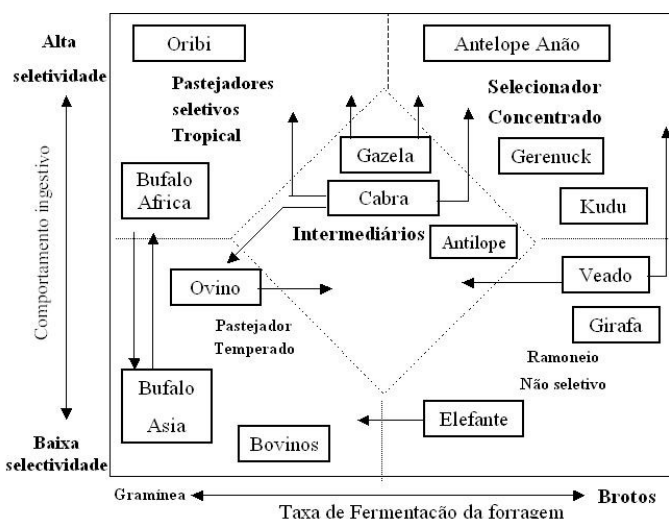 Alta
seletividade
Oribi
Antelope Anão
Pastejadores
seletivos
Tropical
Selecionador
Concentrado
Gazela
Gerenuck
Bufalo
Africa
Cabra
Kudu
Intermediários
Antilope
Comportamento ingestivo
Ovino
Veado
Pastejador
Temperado
Girafa
Ramoneio
Não seletivo
Bufalo
Asia
Elefante
Bovinos
Baixa
selectividade
Gramínea
Brotos
Taxa de Fermentação da forragem